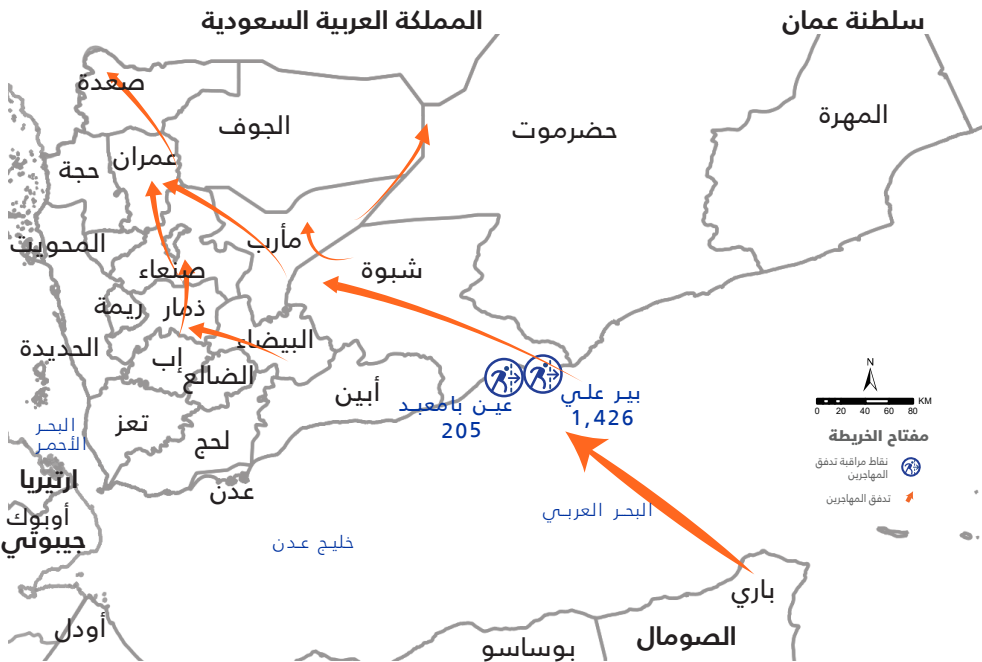 المملكة العربية السعودية
سلطنة عمان
صعدة
الجوف
حضرموت
المهرة
عمران
حجة
المحويت
مأرب
صنعاء
شبوة
ريمة
ذمار
البيضاء
الحديدة
إب
الضالع
أبين
تعز
لحج
عدن
عين بامعبد
205
بير علي
1,426
البحر
الأحمر
ارتيريا
أوبوك
جيبوتي
خليج عدن
البحر العربي
باري
الصومال
بوساسو
أودل
N
0 20 40 60 80 KM
مفتاح الخريطة
نقاط مراقبة تدفق
المهاجرين
تدفق المهاجرين